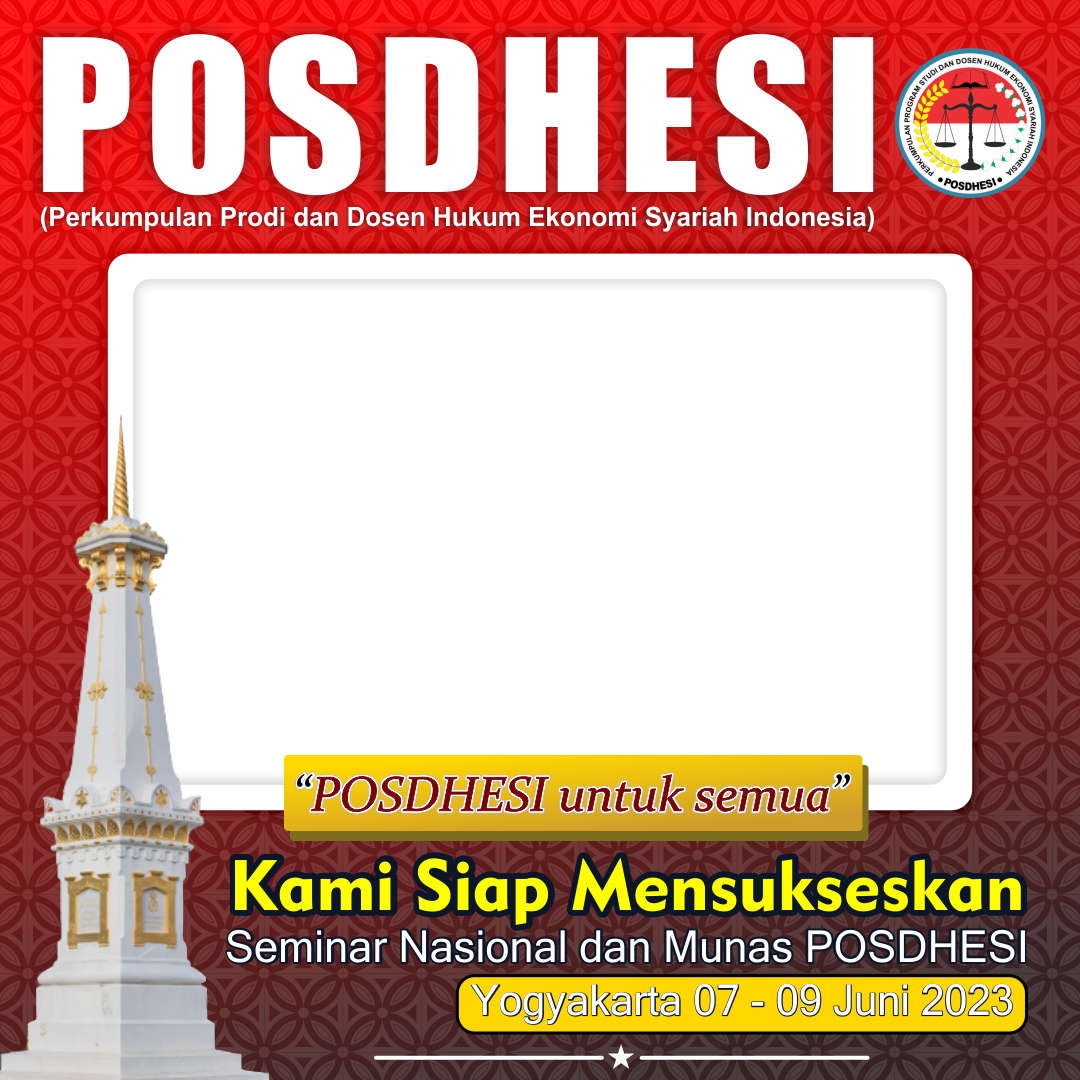 POSDHESI
(Perkumpulan Prodi dan Dosen Hukum Ekonomi Syariah Indonesia)
PERKUMPULAN PROGRAM STUDI DAN DOSEN HUKUM EKONOMI SYARIAH INDONESIA
• POSDHESI •
“POSDHESI untuk semua”
Kami Siap Mensukseskan
Seminar Nasional dan Munas POSDHESI
Yogyakarta 07 - 09 Juni 2023